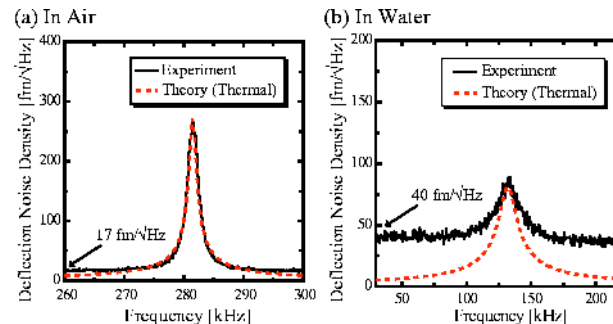 (a) In Air
Deflection Noise Density [fm/√Hz]
400
300
200
100
0
Experiment
Theory (Thermal)
17 fm/√Hz
260
270
280
290
300
Frequency [kHz]
(b) In Water
Deflection Noise Density [fm/√Hz]
200
150
100
50
0
Experiment
Theory (Thermal)
40 fm/√Hz
50
100
150
200
Frequency [kHz]